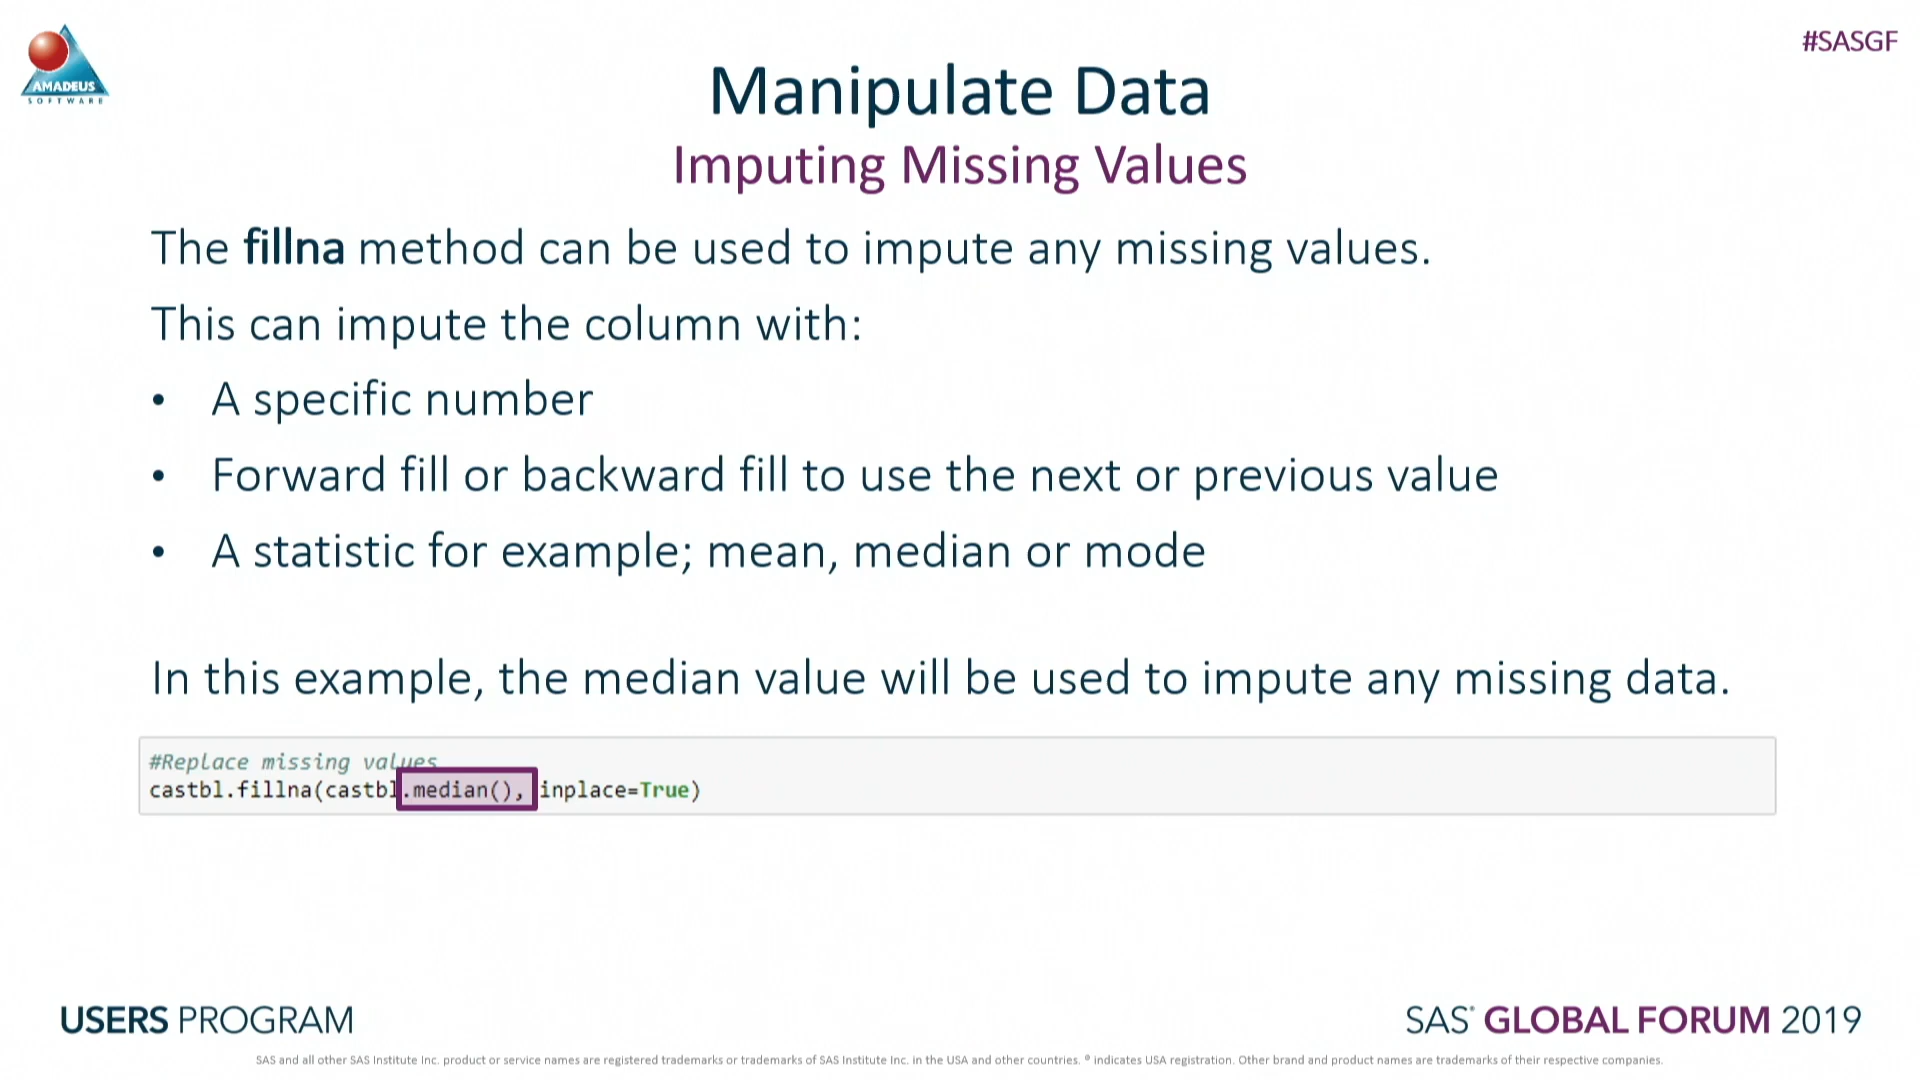 AMADEUS
SOFTWARE
#SASGF
Manipulate Data
Imputing Missing Values
The fillna method can be used to impute any missing values.
This can impute the column with:
• A specific number
• Forward fill or backward fill to use the next or previous value
• A statistic for example; mean, median or mode
In this example, the median value will be used to impute any missing data.
#Replace missing values
castbl.fillna(castbl.median(), inplace=True)
USERS PROGRAM
SAS® GLOBAL FORUM 2019
SAS and all other SAS Institute Inc. product or service names are registered trademarks or trademarks of SAS Institute Inc. in the USA and other countries. ® indicates USA registration. Other brand and product names are trademarks of their respective companies.